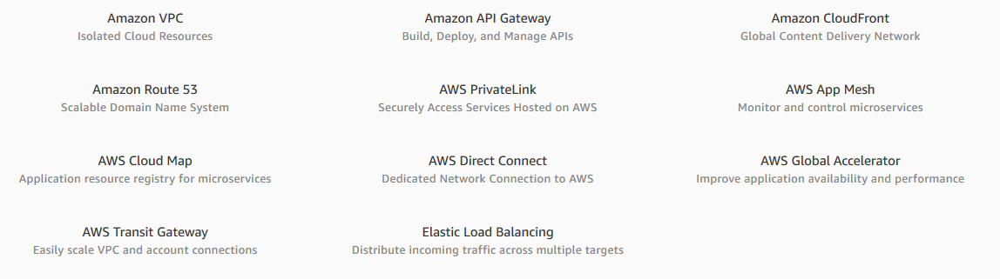 Amazon VPC
Isolated Cloud Resources
Amazon API Gateway
Build, Deploy, and Manage APIs
Amazon CloudFront
Global Content Delivery Network
Amazon Route 53
Scalable Domain Name System
AWS PrivateLink
Securely Access Services Hosted on AWS
AWS App Mesh
Monitor and control microservices
AWS Cloud Map
Application resource registry for microservices
AWS Direct Connect
Dedicated Network Connection to AWS
AWS Global Accelerator
Improve application availability and performance
AWS Transit Gateway
Easily scale VPC and account connections
Elastic Load Balancing
Distribute incoming traffic across multiple targets